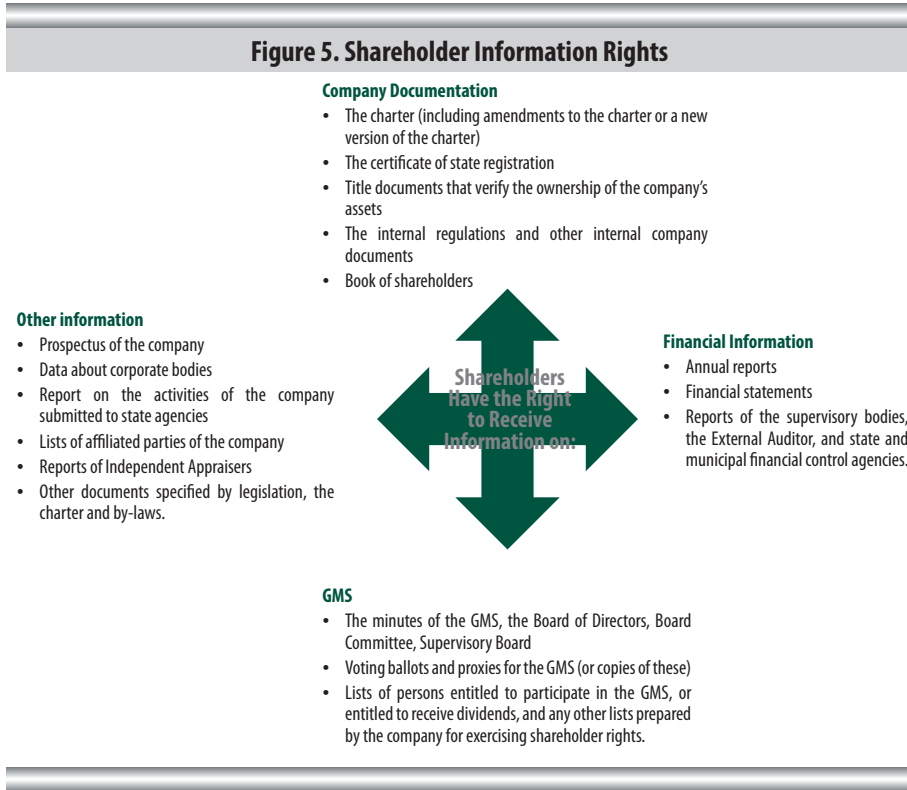 Figure 5. Shareholder Information Rights
Company Documentation
• The charter (including amendments to the charter or a new
version of the charter)
• The certificate of state registration
• Title documents that verify the ownership of the company's
assets
• The internal regulations and other internal company
documents
• Book of shareholders
Other information
• Prospectus of the company
• Data about corporate bodies
• Report on the activities of the company
submitted to state agencies
• Lists of affiliated parties of the company
• Reports of Independent Appraisers
• Other documents specified by legislation, the
charter and by-laws.
Shareholders
Have the Right
to Receive
Information on:
Financial Information
• Annual reports
• Financial statements
• Reports of the supervisory bodies,
the External Auditor, and state and
municipal financial control agencies.
GMS
• The minutes of the GMS, the Board of Directors, Board
Committee, Supervisory Board
• Voting ballots and proxies for the GMS (or copies of these)
• Lists of persons entitled to participate in the GMS, or
entitled to receive dividends, and any other lists prepared
by the company for exercising shareholder rights.